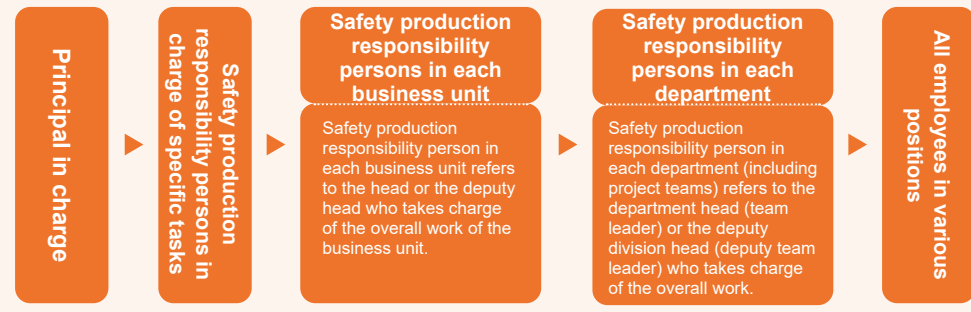 Principal in charge
Safety production
responsibility persons in
charge of specific tasks
Safety production
responsibility
persons in each
business unit
Safety production
responsibility person in
each business unit refers
to the head or the deputy
head who takes charge
of the overall work of the
business unit.
Safety production
responsibility
persons in each
department
Safety production
responsibility person in
each department (including
project teams) refers to the
department head (team
leader) or the deputy
division head (deputy team
leader) who takes charge
of the overall work.
All employees in various
positions